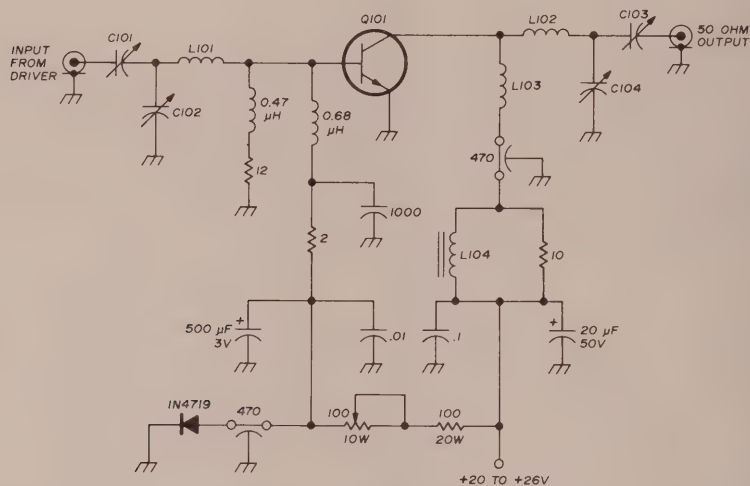 C101
Q101
L102
C103
INPUT
FROM
DRIVER
L101
50 OHM
OUTPUT
C102
0.47
µH
0.68
µH
L103
C104
12
470
1000
2
L104
10
500 µF
3V
.01
.1
20 µF
50V
1N4719
470
100
10W
100
20W
+20 TO +26V